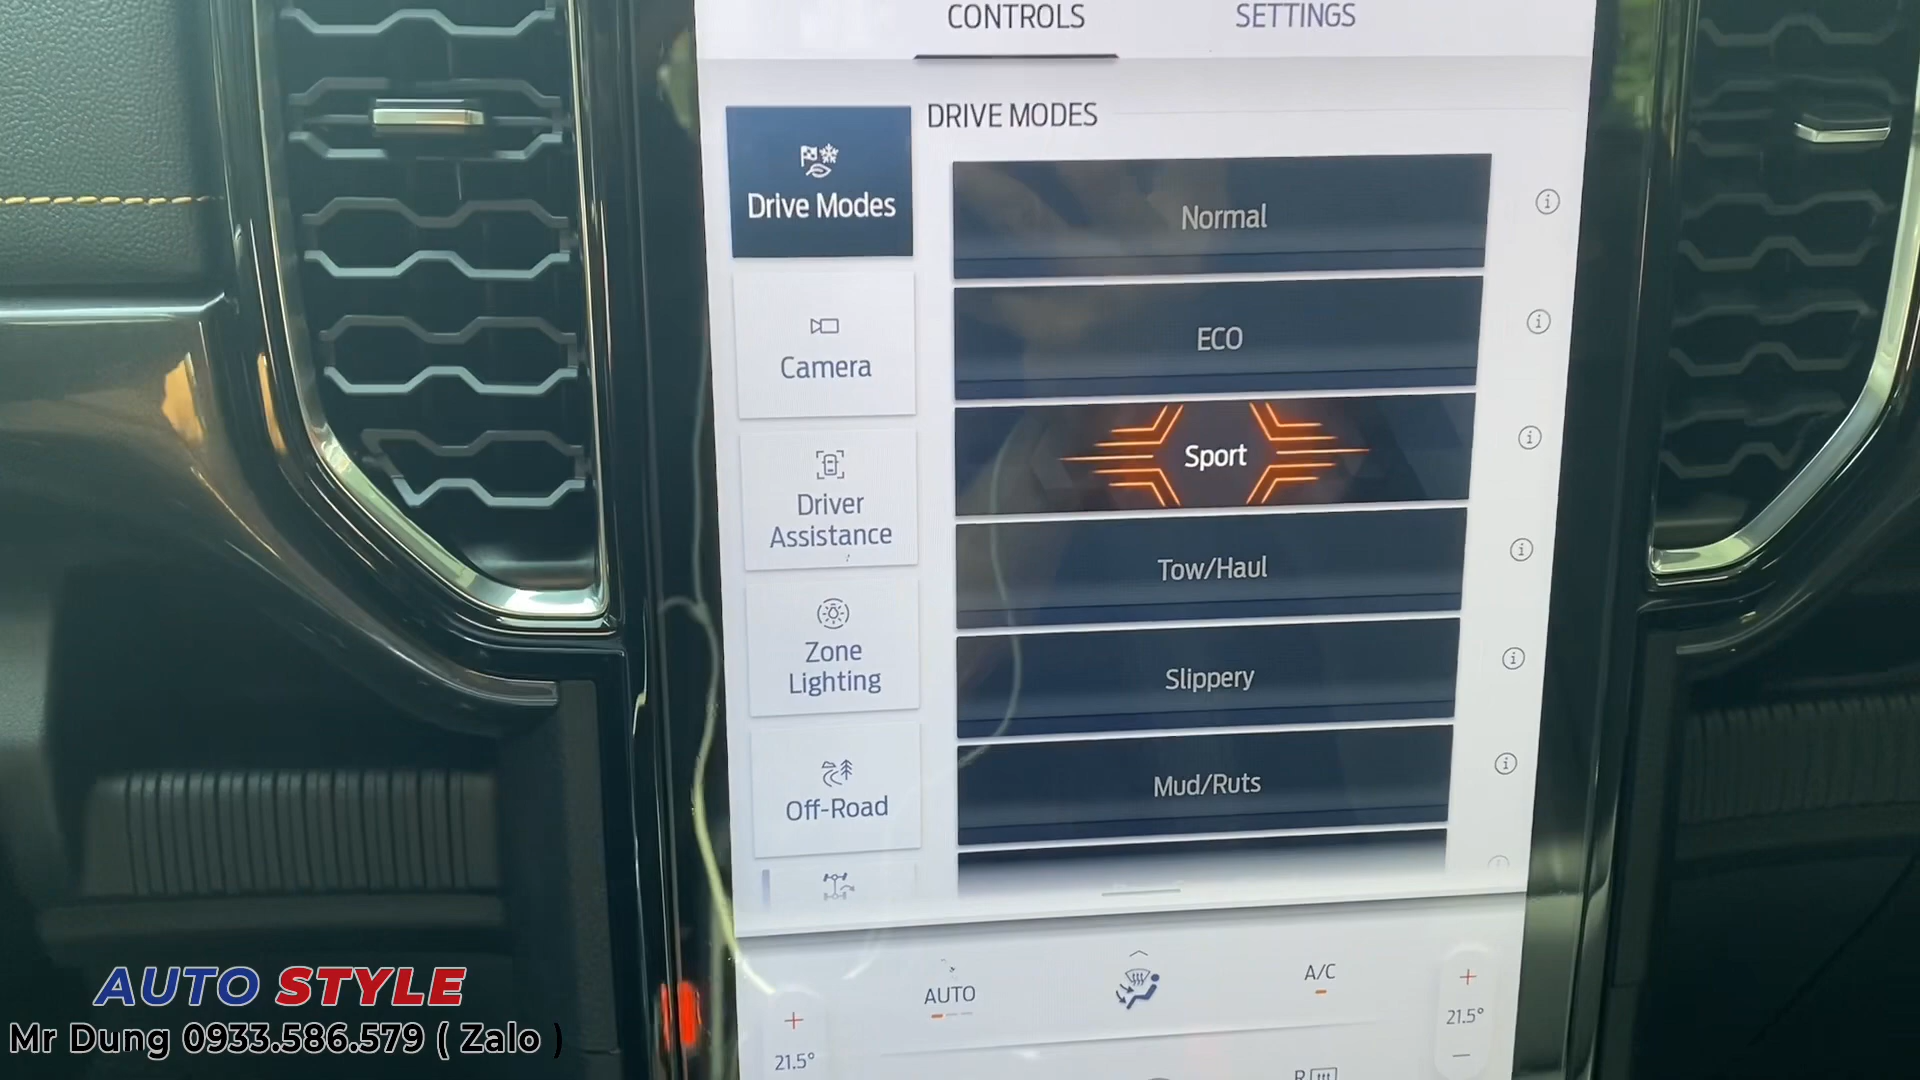 CONTROLS
SETTINGS
DRIVE MODES
Drive Modes
Camera
Driver
Assistance
Zone
Lighting
Off-Road
Normal
ECO
Sport
Tow/Haul
Slippery
Mud/Ruts
AUTO
A/C
21.5°
21.5°
R
AUTO STYLE
Mr Dung 0933.586.579 ( Zalo )